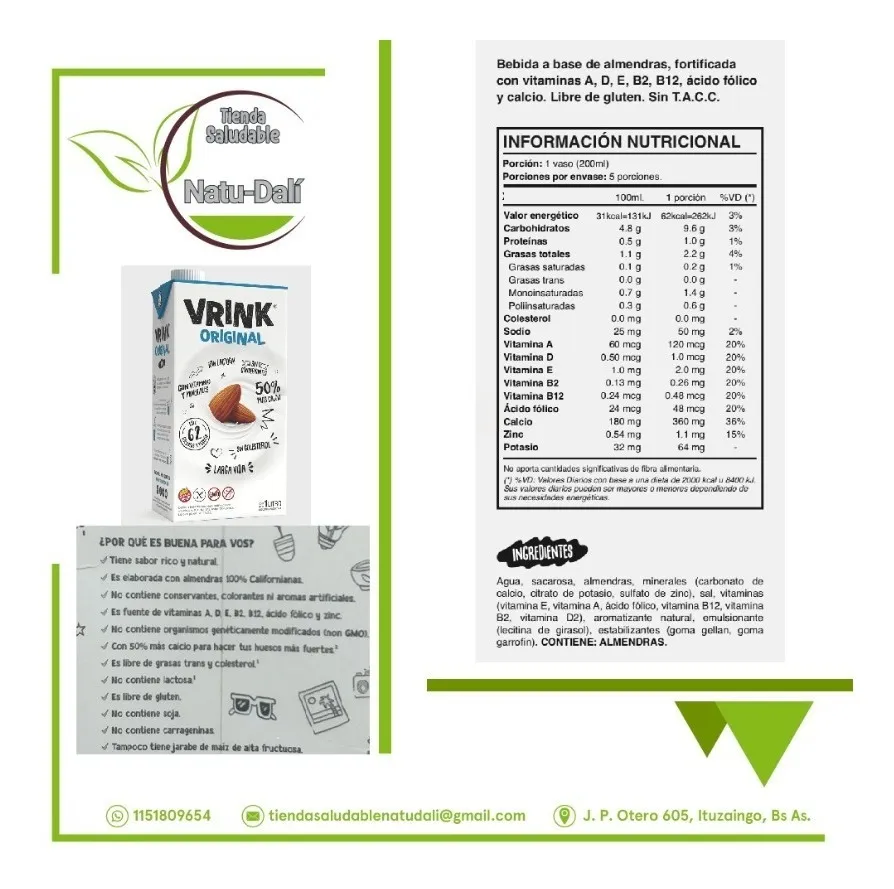 Tienda
Saludable
Natu-Dalí
VRINK
ORIGINAL
SIN LACTOSA
CON VITAMINAS
Y MINERALES
50%
MÁS CALCIO
62
SIN COLESTEROL
LARGA VIDA
¿POR QUÉ ES BUENA PARA VOS?
✓ Tiene sabor rico y natural.
✓ Es elaborada con almendras 100% Californianas.
✓ No contiene conservantes, colorantes ni aromas artificiales.
✓ Es fuente de vitaminas A, D, E, B2, B12, ácido fólico y zinc.
✓ No contiene organismos genéticamente modificados (non GMO).
✓ Con 50% más calcio para hacer tus huesos más fuertes.²
✓ Es libre de grasas trans y colesterol.¹
✓ No contiene lactosa.¹
✓ Es libre de gluten.
✓ No contiene soja.
✓ No contiene carrageninas.
✓ Tampoco tiene jarabe de maíz de alta fructuosa.
Bebida a base de almendras, fortificada
con vitaminas A, D, E, B2, B12, ácido fólico
y calcio. Libre de gluten. Sin T.A.C.C.
INFORMACIÓN NUTRICIONAL
Porción: 1 vaso (200ml)
Porciones por envase: 5 porciones.
100ml. 1 porción %VD (*)
Valor energético 31kcal=131kJ 62kcal=262kJ 3%
Carbohidratos 4.8 g 9.6 g 3%
Proteínas 0.5 g 1.0 g 1%
Grasas totales 1.1 g 2.2 g 4%
Grasas saturadas 0.1 g 0.2 g 1%
Grasas trans 0.0 g 0.0 g -
Monoinsaturadas 0.7 g 1.4 g -
Poliinsaturadas 0.3 g 0.6 g -
Colesterol 0.0 mg 0.0 mg -
Sodio 25 mg 50 mg 2%
Vitamina A 60 mcg 120 mcg 20%
Vitamina D 0.50 mcg 1.0 mcg 20%
Vitamina E 1.0 mg 2.0 mg 20%
Vitamina B2 0.13 mg 0.26 mg 20%
Vitamina B12 0.24 mcg 0.48 mcg 20%
Ácido fólico 24 mcg 48 mcg 20%
Calcio 180 mg 360 mg 36%
Zinc 0.54 mg 1.1 mg 15%
Potasio 32 mg 64 mg -
No aporta cantidades significativas de fibra alimentaria.
(*) %VD: Valores Diarios con base a una dieta de 2000 kcal u 8400 kJ.
Sus valores diarios pueden ser mayores o menores dependiendo de
sus necesidades energéticas.
INGREDIENTES
Agua, sacarosa, almendras, minerales (carbonato de
calcio, citrato de potasio, sulfato de zinc), sal, vitaminas
(vitamina E, vitamina A, ácido fólico, vitamina B12, vitamina
B2, vitamina D2), aromatizante natural, emulsionante
(lecitina de girasol), estabilizantes (goma gellan, goma
garrofin). CONTIENE: ALMENDRAS.
1151809654
tiendasaludablenatudali@gmail.com
J. P. Otero 605, Ituzaingo, Bs As.